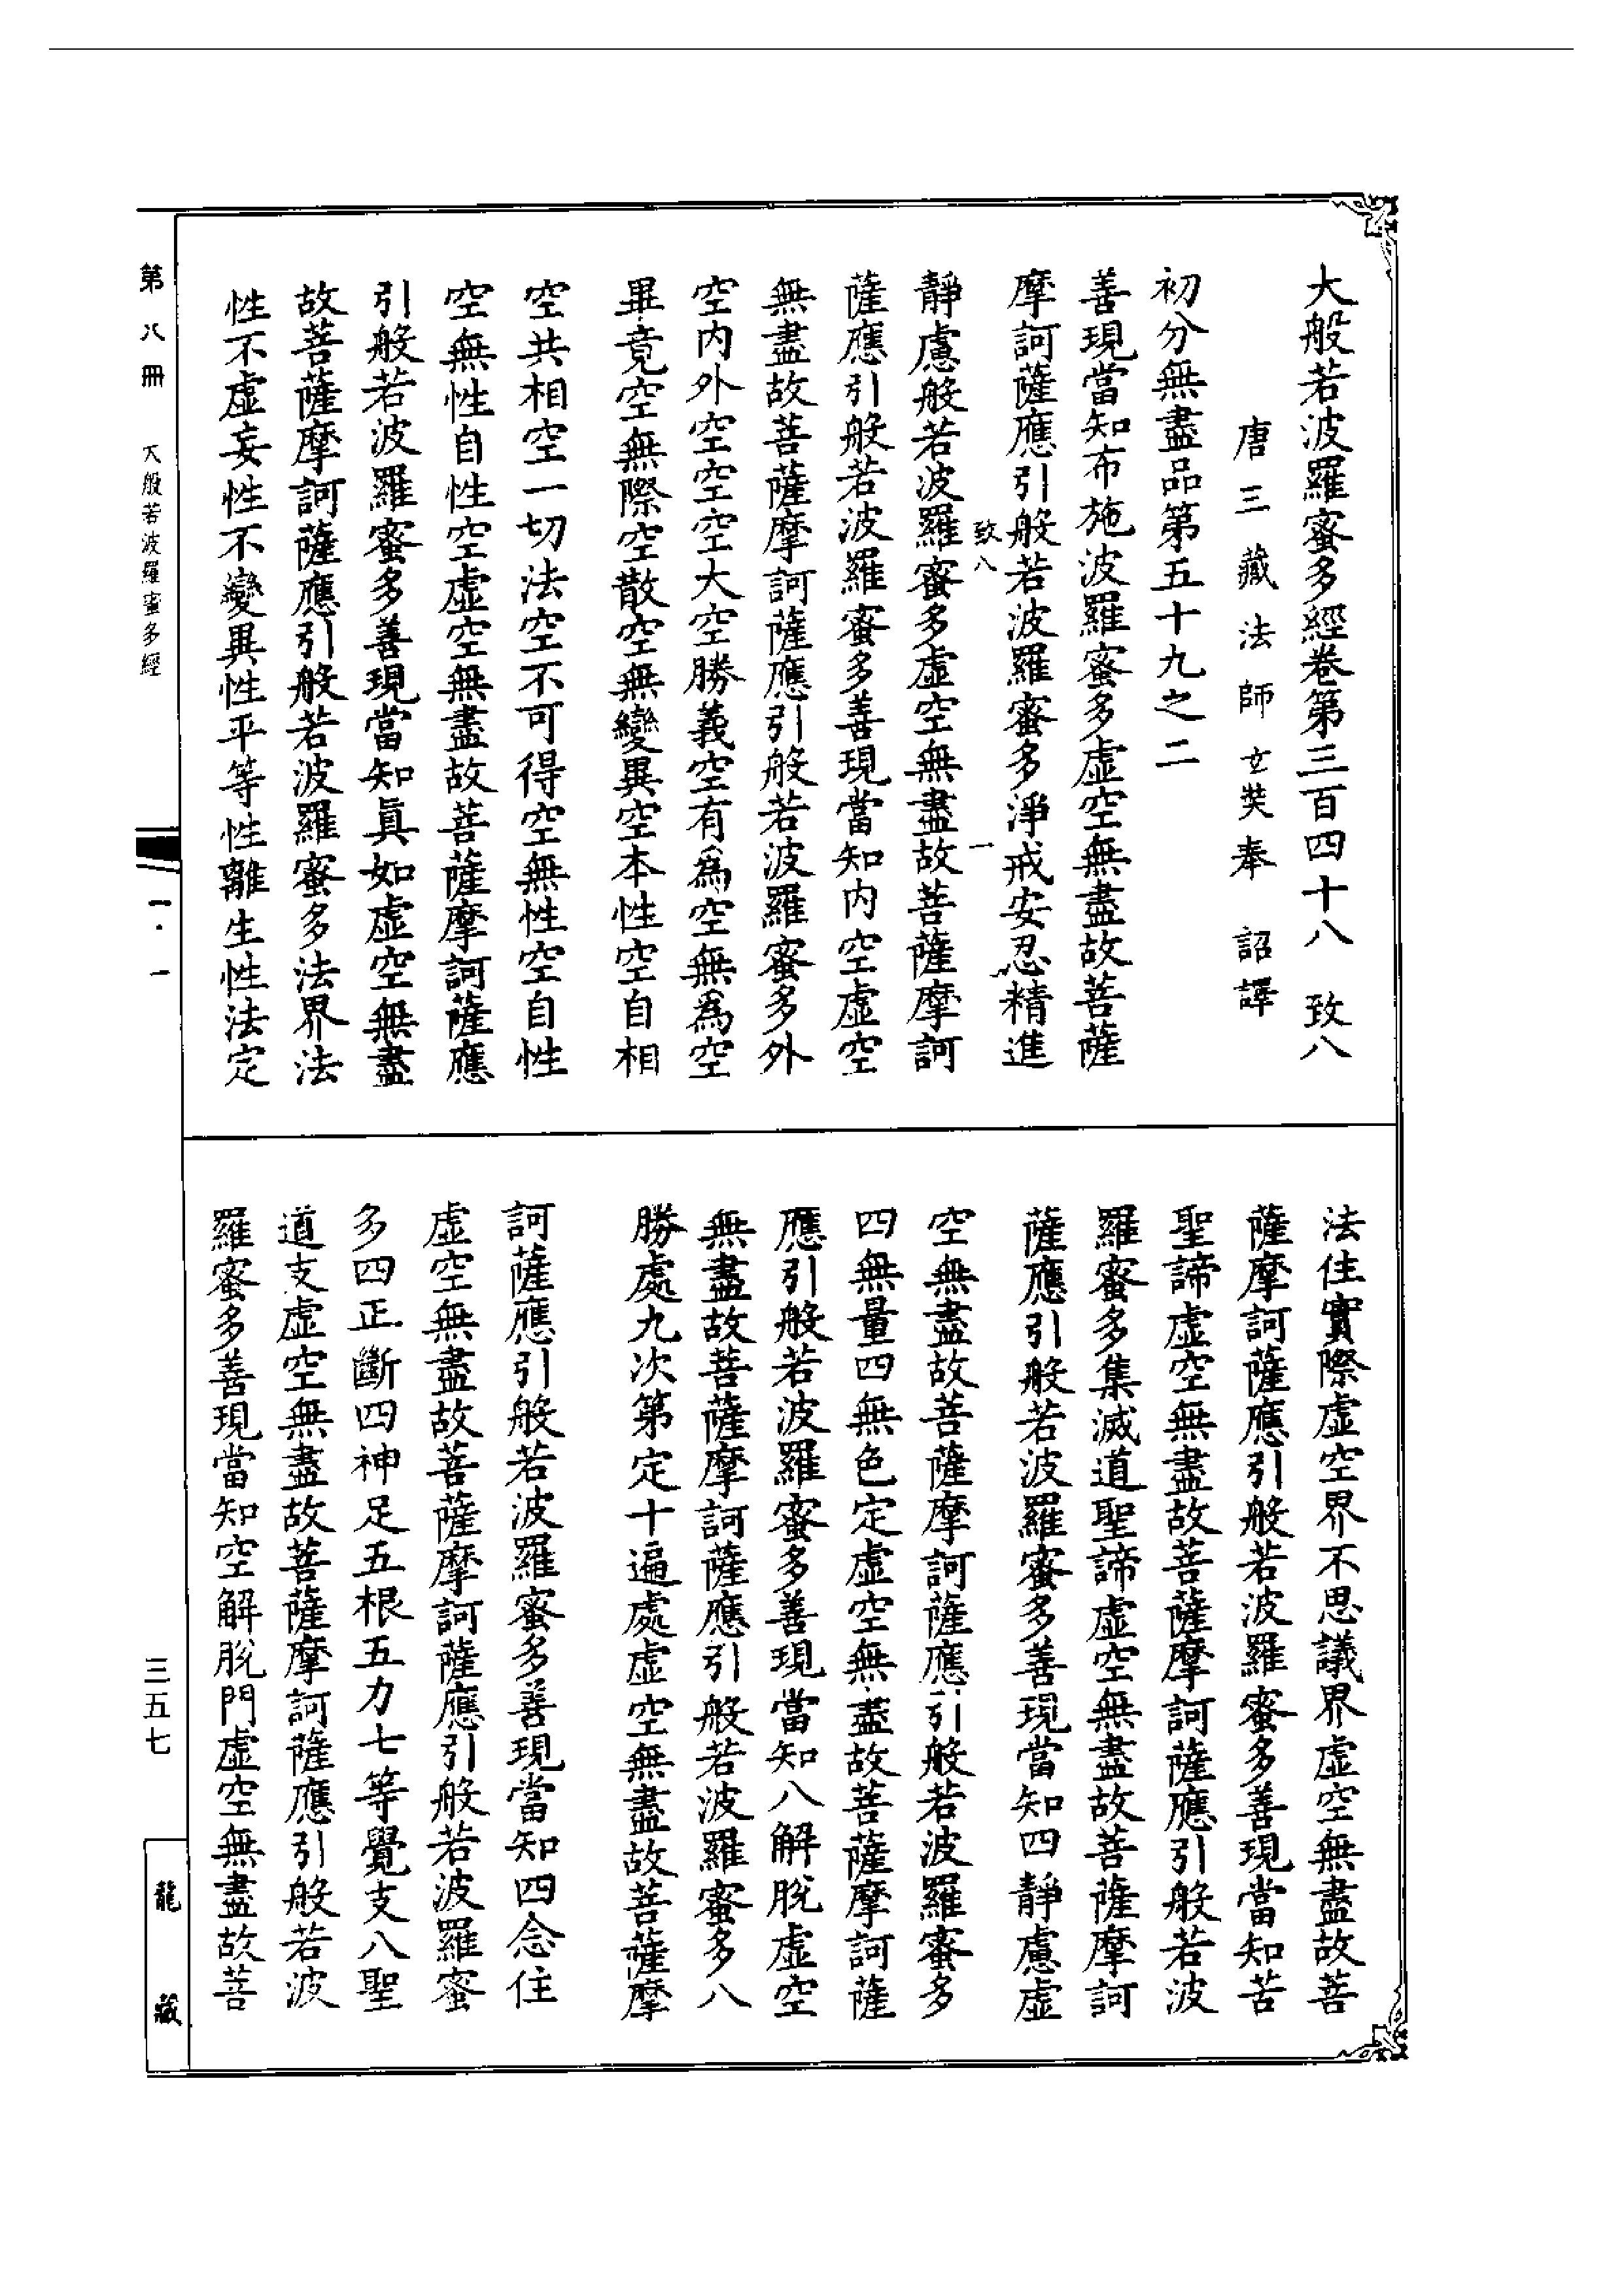 大般若波羅蜜多經卷第三百四十八　致八
唐三藏法師玄奘奉　詔譯
初分無盡品第五十九之二
善現當知布施波羅蜜多虛空無盡故菩薩
摩訶薩應引般若波羅蜜多淨戒安忍精進
致八　一
靜慮般若波羅蜜多虛空無盡故菩薩摩訶
薩應引般若波羅蜜多善現當知內空虛空
無盡故菩薩摩訶薩應引般若波羅蜜多外
空內外空空空大空勝義空有為空無為空
畢竟空無際空散空無變異空本性空自相
空共相空一切法空不可得空無性空自性
空無性自性空虛空無盡故菩薩摩訶薩應
引般若波羅蜜多善現當知真如虛空無盡
故菩薩摩訶薩應引般若波羅蜜多法界法
性不虛妄性不變異性平等性離生性法定
法住實際虛空界不思議界虛空無盡故菩
薩摩訶薩應引般若波羅蜜多善現當知苦
聖諦虛空無盡故菩薩摩訶薩應引般若波
羅蜜多集滅道聖諦虛空無盡故菩薩摩訶
薩應引般若波羅蜜多善現當知四靜慮虛
空無盡故菩薩摩訶薩應引般若波羅蜜多
四無量四無色定虛空無盡故菩薩摩訶薩
應引般若波羅蜜多善現當知八解脫虛空
無盡故菩薩摩訶薩應引般若波羅蜜多八
勝處九次第定十遍處虛空無盡故菩薩摩
訶薩應引般若波羅蜜多善現當知四念住
虛空無盡故菩薩摩訶薩應引般若波羅蜜
多四正斷四神足五根五力七等覺支八聖
道支虛空無盡故菩薩摩訶薩應引般若波
羅蜜多善現當知空解脫門虛空無盡故菩
第八冊　大般若波羅蜜多經
一·一
三五七
龍藏